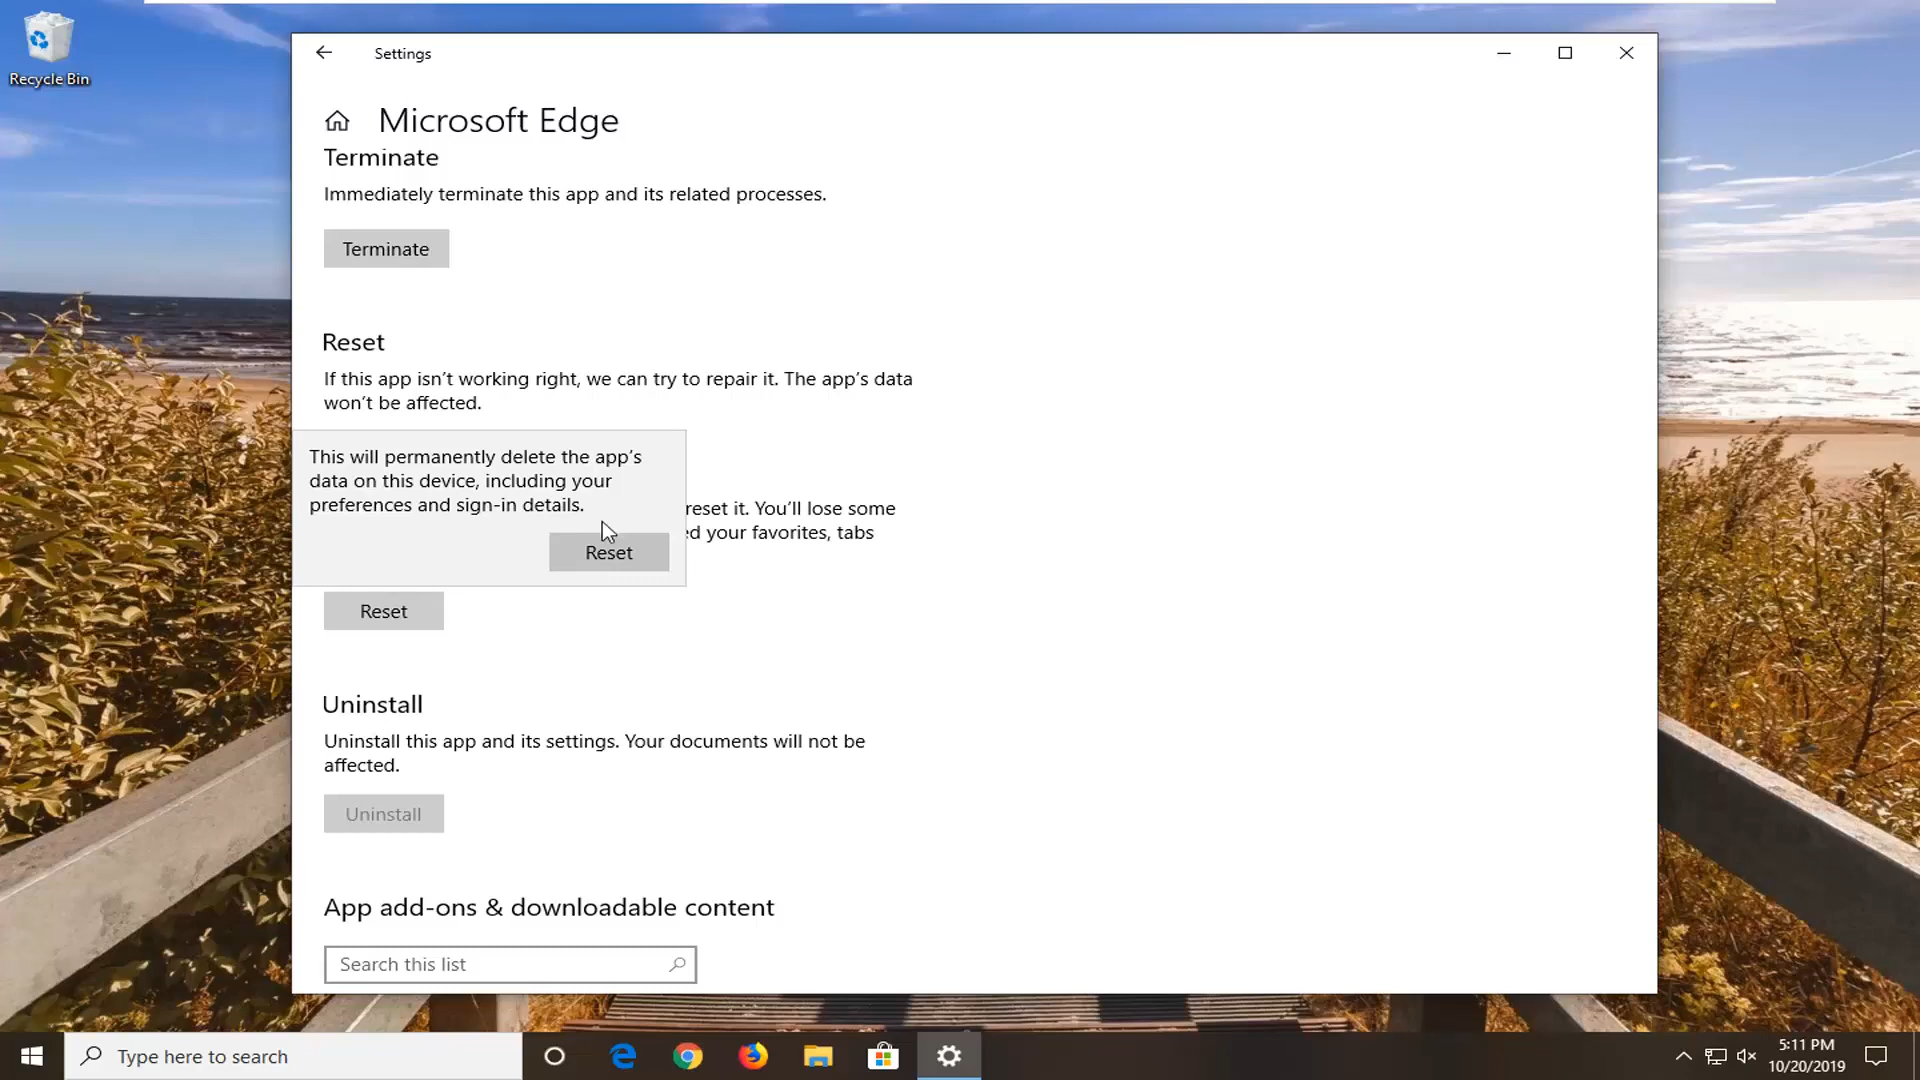 Recycle Bin
Settings
Microsoft Edge
Terminate
Immediately terminate this app and its related processes.
Terminate
Reset
If this app isn’t working right, we can try to repair it. The app’s data
won’t be affected.
This will permanently delete the app’s
data on this device, including your
preferences and sign-in details.
reset it. You’ll lose some
ed your favorites, tabs
Reset
Reset
Uninstall
Uninstall this app and its settings. Your documents will not be
affected.
Uninstall
App add-ons & downloadable content
Search this list
Type here to search
5:11 PM
10/20/2019